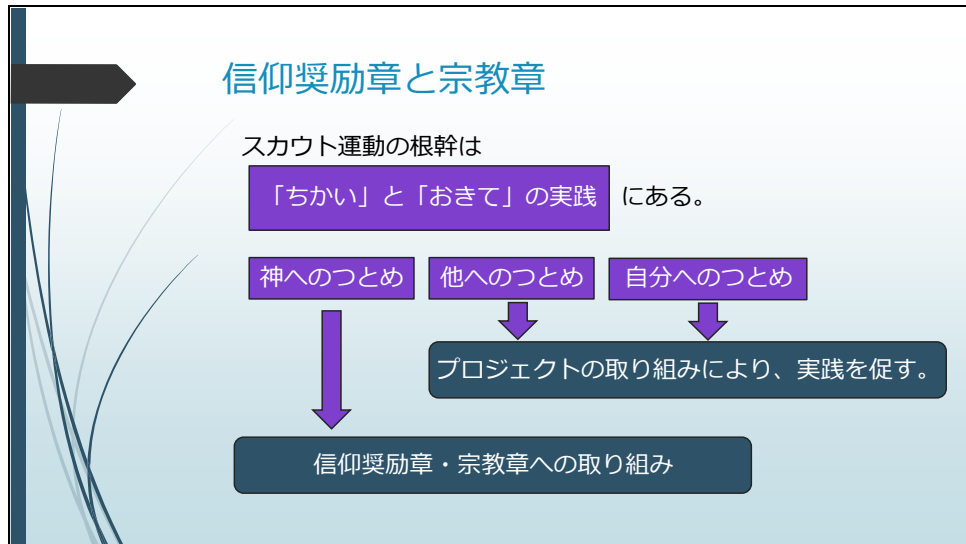 信仰奨励章と宗教章
スカウト運動の根幹は
「ちかい」と「おきて」の実践 にある。
神へのつとめ 他へのつとめ 自分へのつとめ
プロジェクトの取り組みにより、実践を促す。
信仰奨励章・宗教章への取り組み